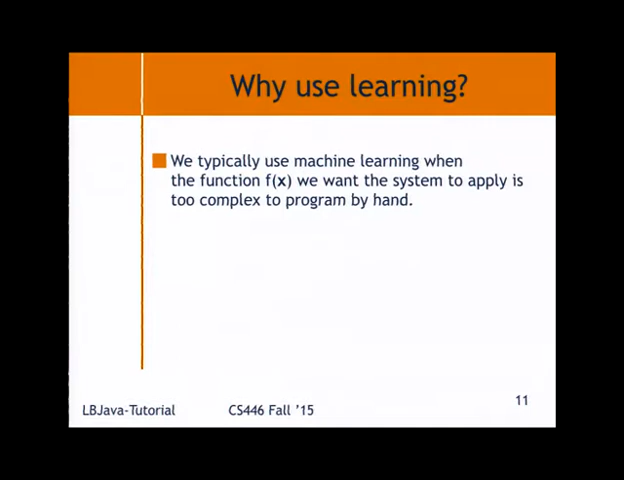 Why use learning?
We typically use machine learning when
the function f(x) we want the system to apply is
too complex to program by hand.
11
LBJava-Tutorial
CS446 Fall ’15